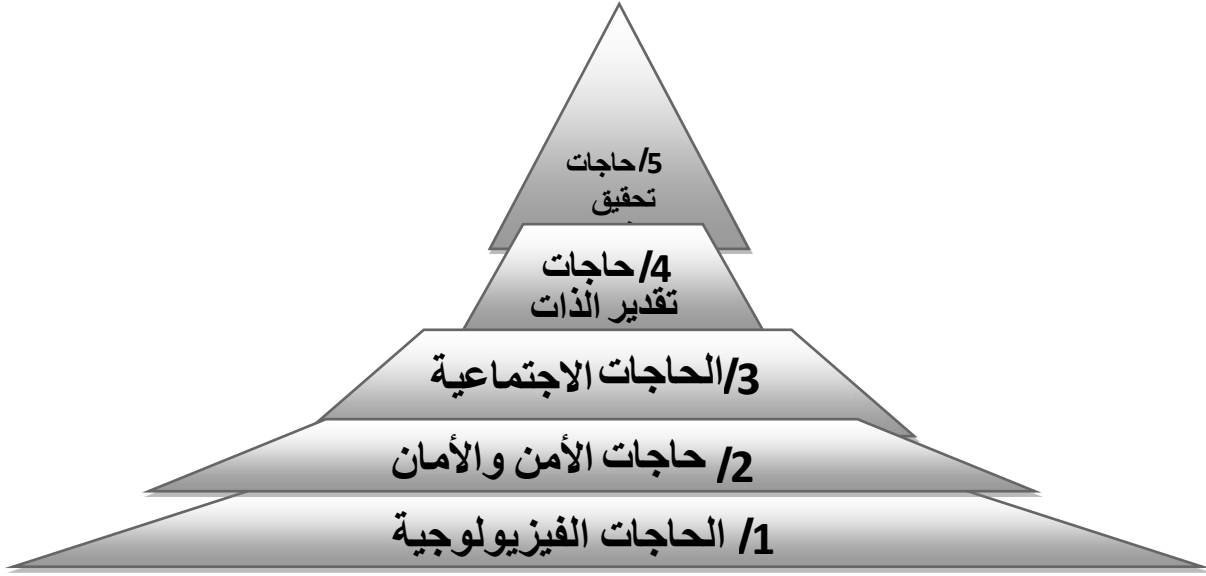 5/حاجات
تحقيق
4/حاجات
تقدير الذات
3/الحاجات الاجتماعية
2/ حاجات الأمن والأمان
1/ الحاجات الفيزيولوجية